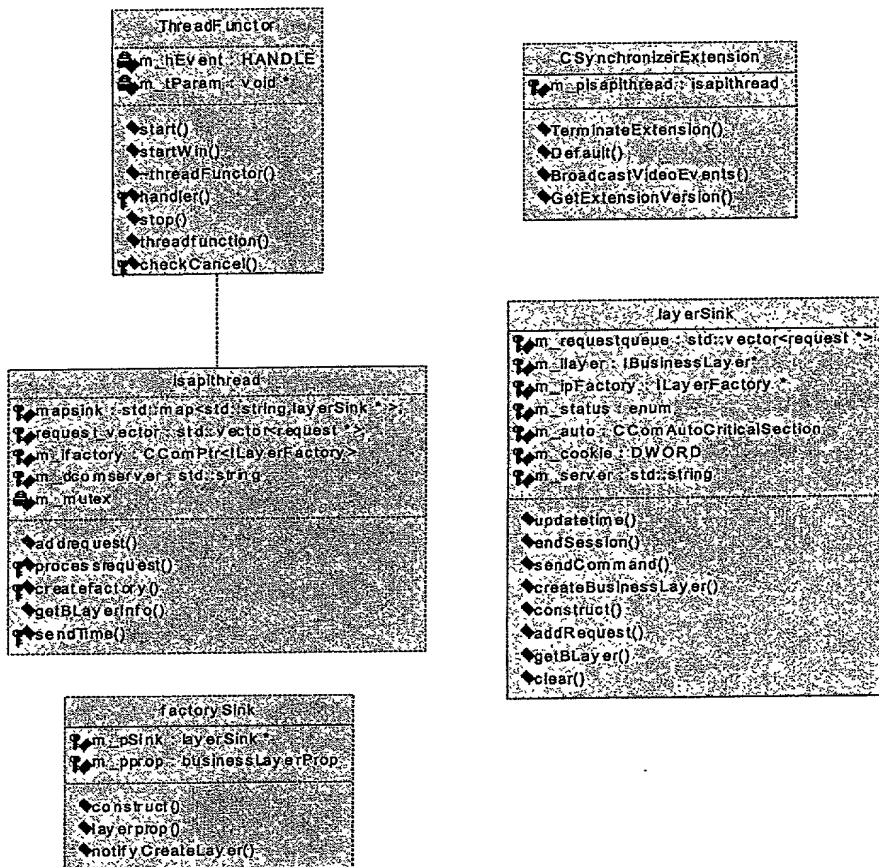 ThreadFunctor
m_hEvent : HANDLE
m_tParam : void *
start()
startWin()
~threadFunctor()
handler()
stop()
threadfunction()
checkCancel()
CSynchronizerExtension
m_pisapithread : isapithread
TerminateExtension()
Default()
BroadcastVideoEvents()
GetExtensionVersion()
isapithread
mapsink : std::map<std::string,layerSink * >;
request_vector : std::vector<request *>;
m_ifactory : CComPtr<ILayerFactory>
m_dcomserver : std::string
m_mutex
addrequest()
processrequest()
createfactory()
getBLayerInfo()
sendTime()
layerSink
m_requestqueue : std::vector<request *>
m_ilayer : IBusinessLayer*
m_ipFactory : ILayerFactory *
m_status : enum
m_auto : CComAutoCriticalSection
m_cookie : DWORD
m_server : std::string
updatetime()
endSession()
sendCommand()
createBusinessLayer()
construct()
addRequest()
getBLayer()
clear()
factorySink
m_pSink : layerSink *
m_pprop : businessLayerProp
construct()
layerprop()
notifyCreateLayer()